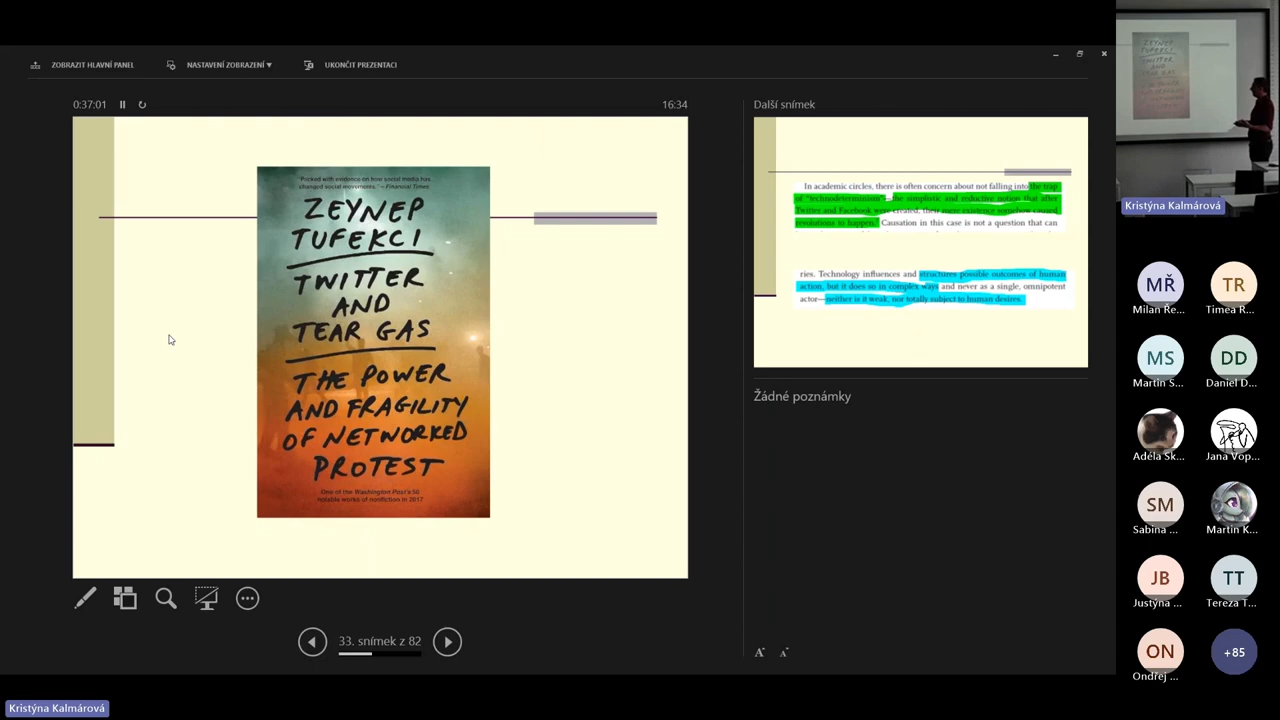 ZOBRAZIT HLAVNÍ PANEL
NASTAVENÍ ZOBRAZENÍ ▼
UKONČIT PREZENTACI
0:37:01
16:34
"Packed with evidence on how social media has
changed social movements."—Financial Times
ZEYNEP
TUFEKCI
TWITTER
AND
TEAR GAS
THE POWER
AND FRAGILITY
OF NETWORKED
PROTEST
One of the Washington Post's 50
notable works of nonfiction in 2017
33. snímek z 82
Další snímek
In academic circles, there is often concern about not falling into the trap
of "technodeterminism"—the simplistic and reductive notion that after
Twitter and Facebook were created, their mere existence somehow caused
revolutions to happen. Causation in this case is not a question that can
ries. Technology influences and structures possible outcomes of human
action, but it does so in complex ways and never as a single, omnipotent
actor—neither is it weak, nor totally subject to human desires.
Žádné poznámky
A A
ZEYNEP
TUFEKCI
TWITTER
AND
TEAR GAS
Kristýna Kalmárová
MŘ
Milan Ře...
TR
Timea R...
MS
Martin S...
DD
Daniel D...
Adéla Sk...
Jana Vop...
SM
Sabina ...
Martin K...
JB
Justýna ...
TT
Tereza T...
ON
Ondřej ...
+85
Kristýna Kalmárová